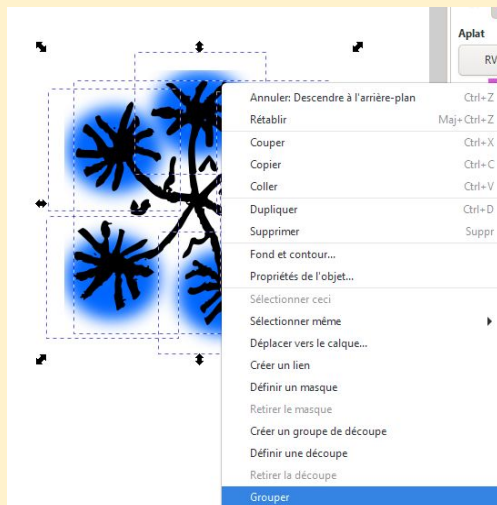 Aplat
RV
Annuler: Descendre à l'arrière-plan Ctrl+Z
Rétablir Maj+Ctrl+Z
Couper Ctrl+X
Copier Ctrl+C
Coller Ctrl+V
Dupliquer Ctrl+D
Supprimer Suppr
Fond et contour...
Propriétés de l'objet...
Sélectionner ceci
Sélectionner même
Déplacer vers le calque...
Créer un lien
Définir un masque
Retirer le masque
Créer un groupe de découpe
Définir une découpe
Retirer la découpe
Grouper